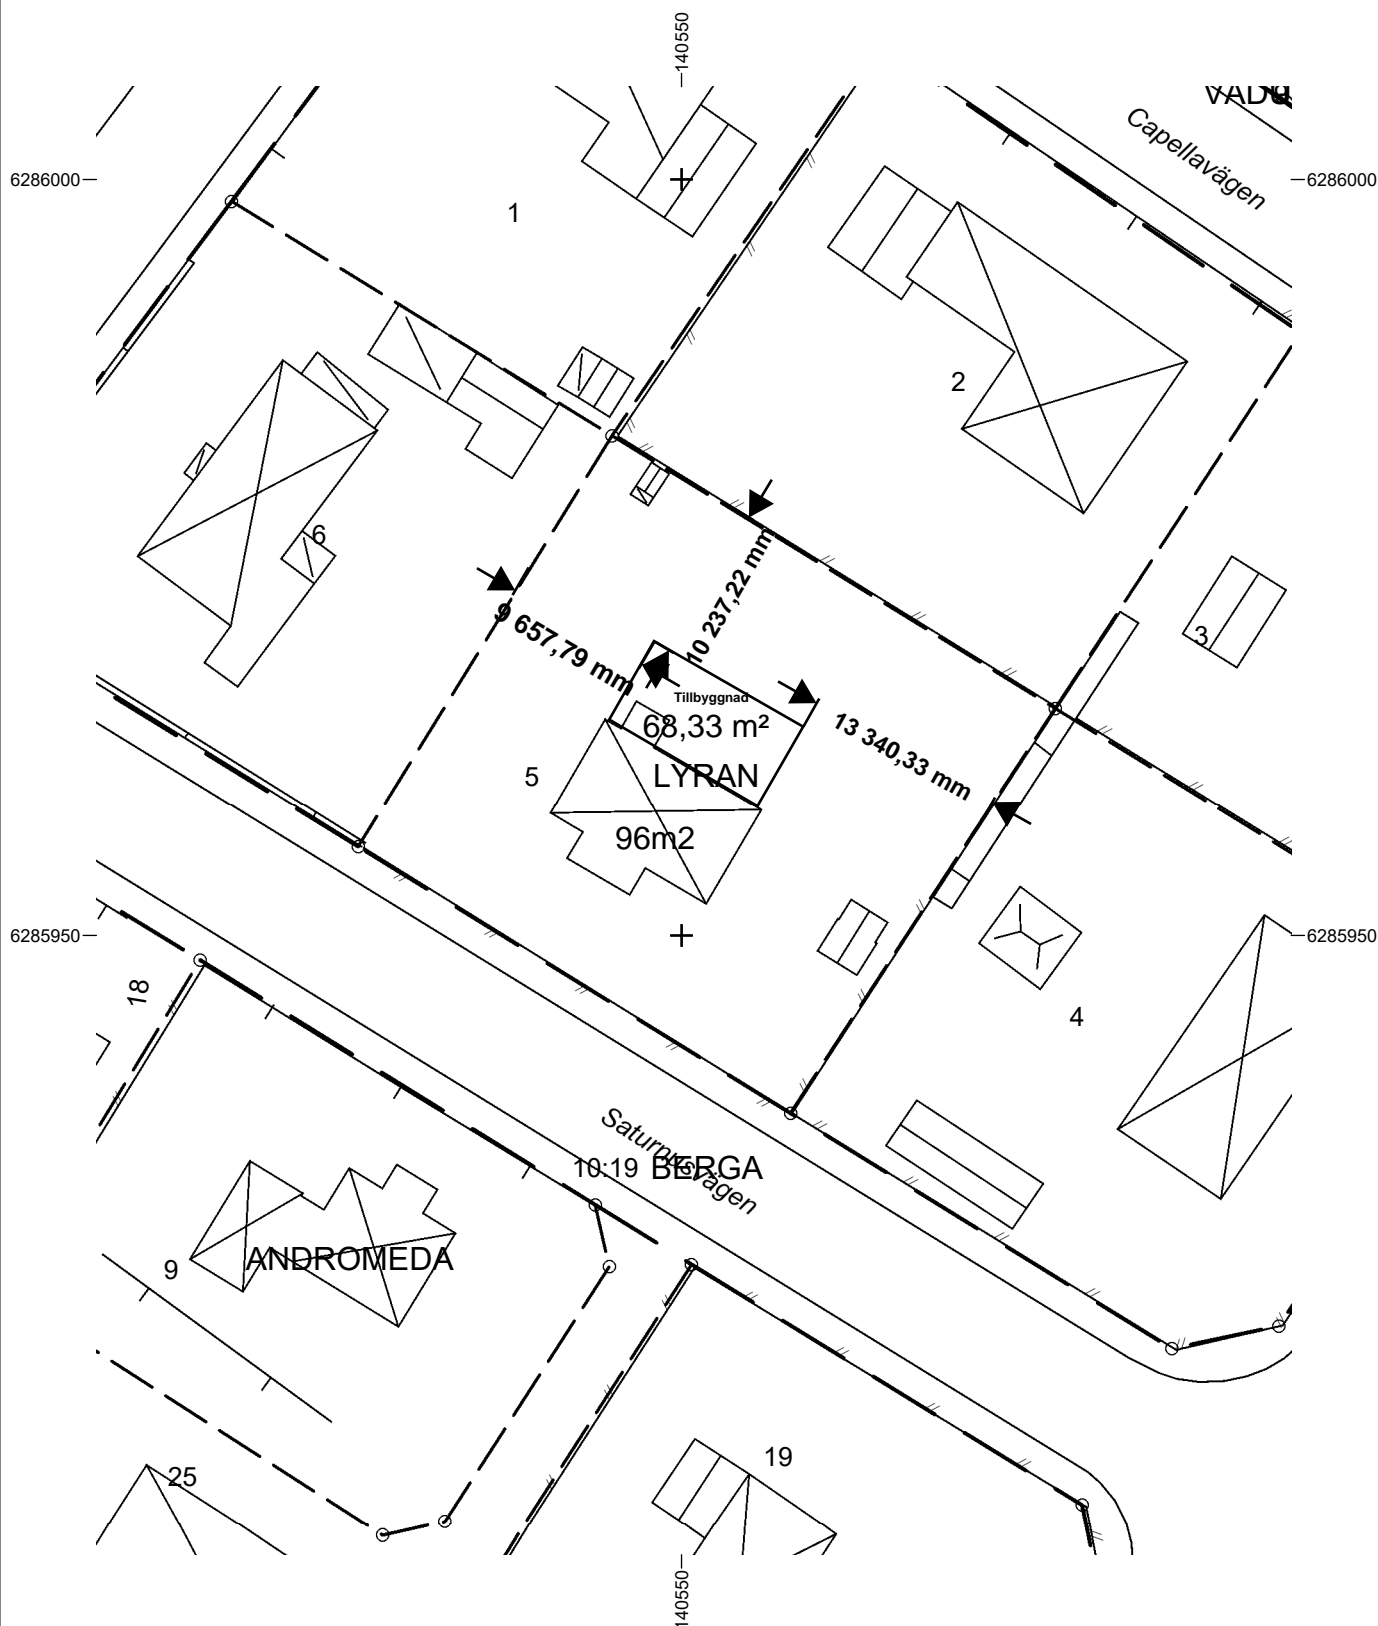 140550
VADU
Capellavägen
6286000
6286000
1
2
6
3
10 237,22 mm
9 657,79 mm
Tillbyggnad
68,33 m²
13 340,33 mm
5
LYRAN
96m2
6285950
6285950
18
4
Saturnusvägen
10:19
BERGA
ANDROMEDA
9
19
25
140550